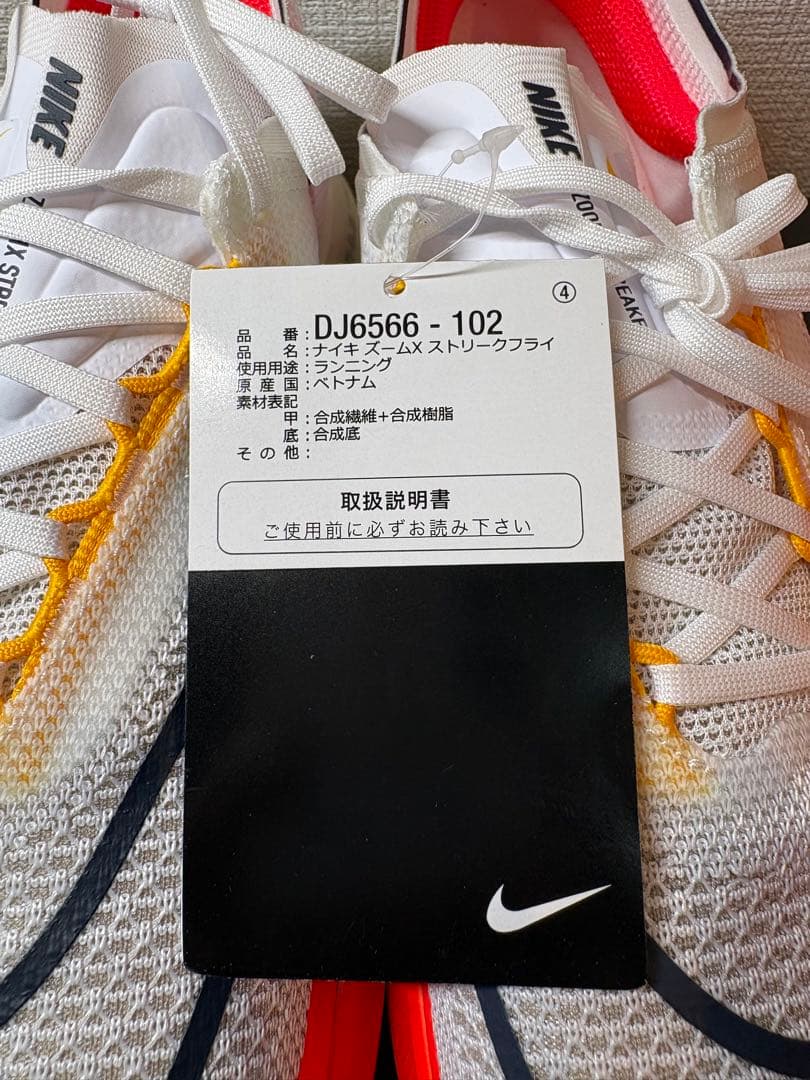 NIKE
NIKE
ZOO
X STR
EAKF
④
品番:DJ6566-102
品名:ナイキ ズームX ストリークフライ
使用用途:ランニング
原産国:ベトナム
素材表記
甲:合成繊維+合成樹脂
底:合成底
その他:
取扱説明書
ご使用前に必ずお読み下さい